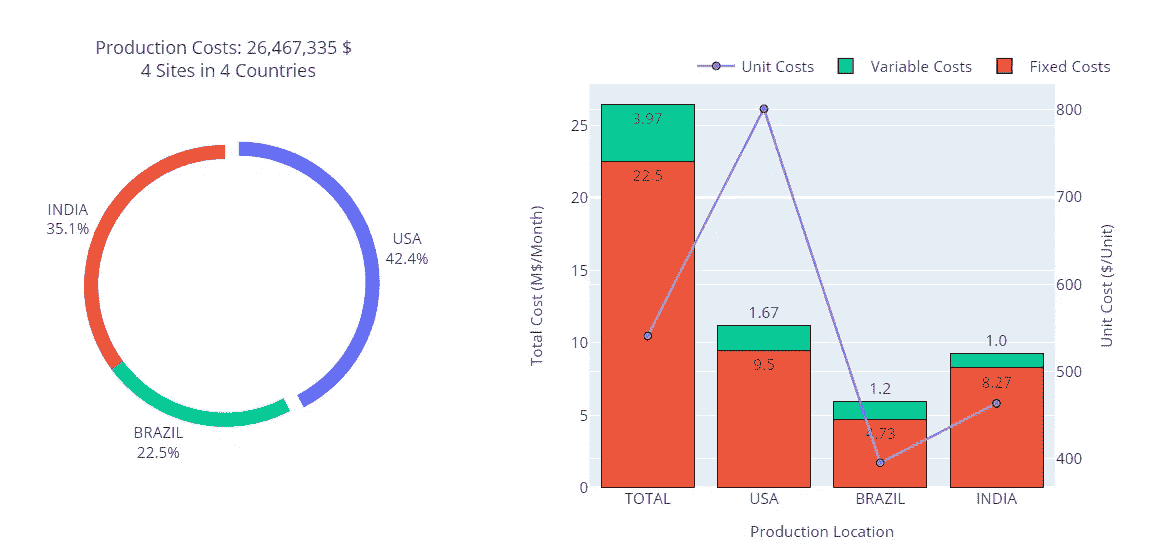 Production Costs: 26,467,335 $
4 Sites in 4 Countries
INDIA
35.1%
USA
42.4%
BRAZIL
22.5%
Unit Costs
Variable Costs
Fixed Costs
Total Cost (M$/Month)
25
20
15
10
5
0
3.97
22.5
1.67
9.5
1.2
4.73
1.0
8.27
800
700
600
500
400
Unit Cost ($/Unit)
TOTAL
USA
BRAZIL
INDIA
Production Location